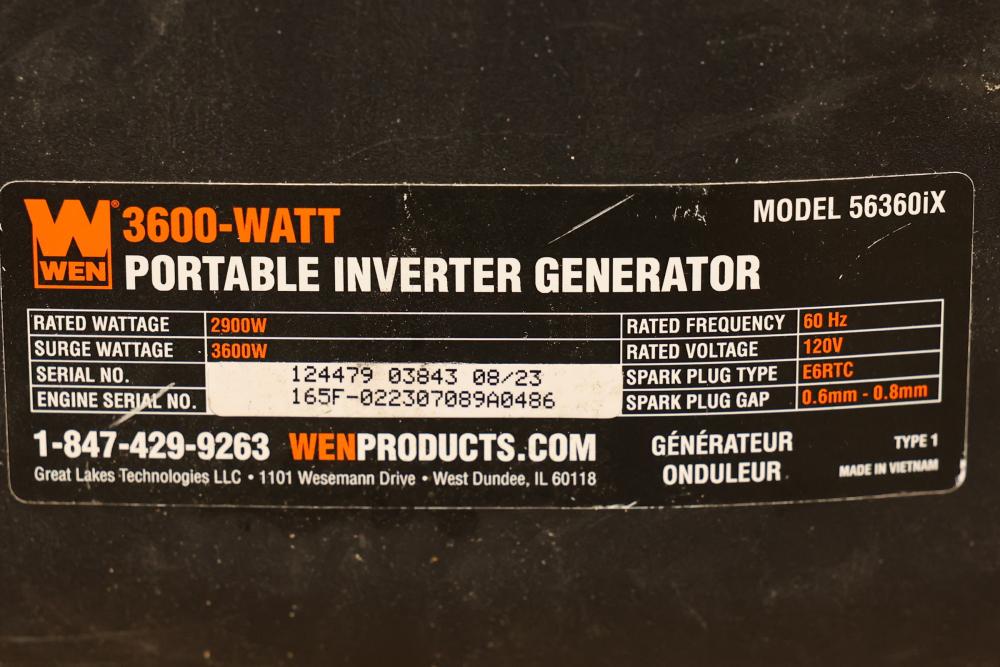 W®
WEN
3600-WATT
MODEL 56360iX
PORTABLE INVERTER GENERATOR
RATED WATTAGE 2900W RATED FREQUENCY 60 Hz
SURGE WATTAGE 3600W RATED VOLTAGE 120V
SERIAL NO. 124479 03843 08/23 SPARK PLUG TYPE E6RTC
ENGINE SERIAL NO. 165F-022307089A0486 SPARK PLUG GAP 0.6mm - 0.8mm
1-847-429-9263 WENPRODUCTS.COM GÉNÉRATEUR TYPE 1
Great Lakes Technologies LLC • 1101 Wesemann Drive • West Dundee, IL 60118 ONDULEUR MADE IN VIETNAM